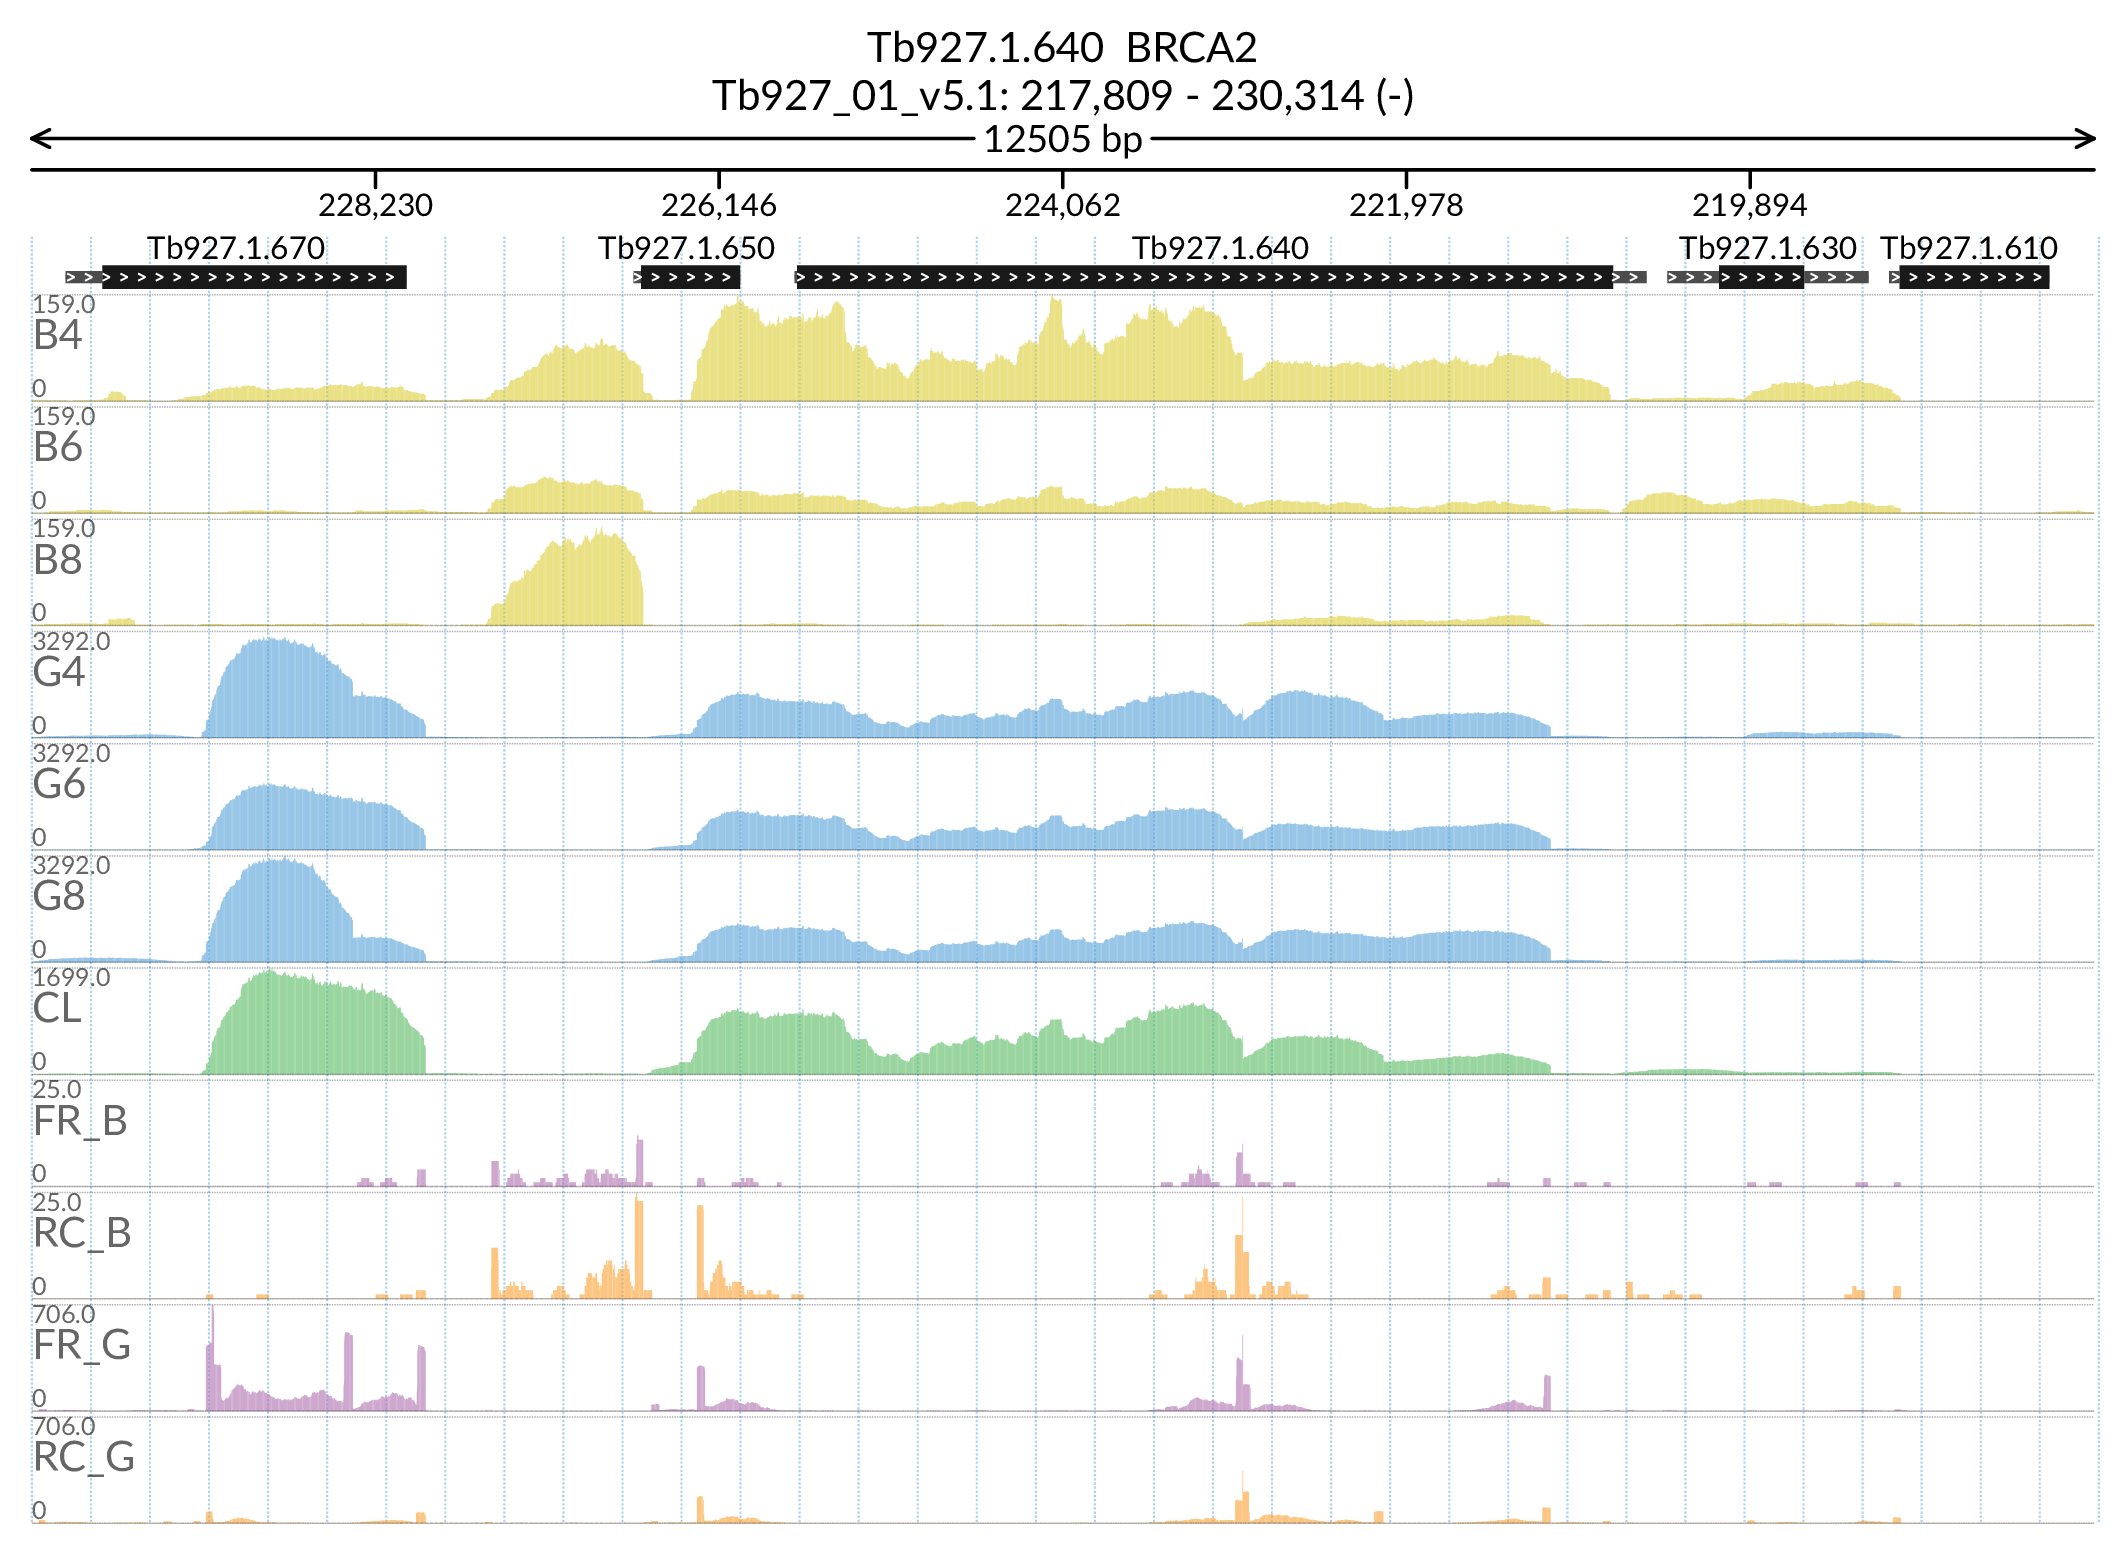 Tb927.1.640 BRCA2
Tb927_01_v5.1: 217,809 - 230,314 (-)
12505 bp
228,230 226,146 224,062 221,978 219,894
Tb927.1.670 Tb927.1.650 Tb927.1.640 Tb927.1.630 Tb927.1.610
159.0
B4
0
159.0
B6
0
159.0
B8
0
3292.0
G4
0
3292.0
G6
0
3292.0
G8
0
1699.0
CL
0
25.0
FR_B
0
25.0
RC_B
0
706.0
FR_G
0
706.0
RC_G
0